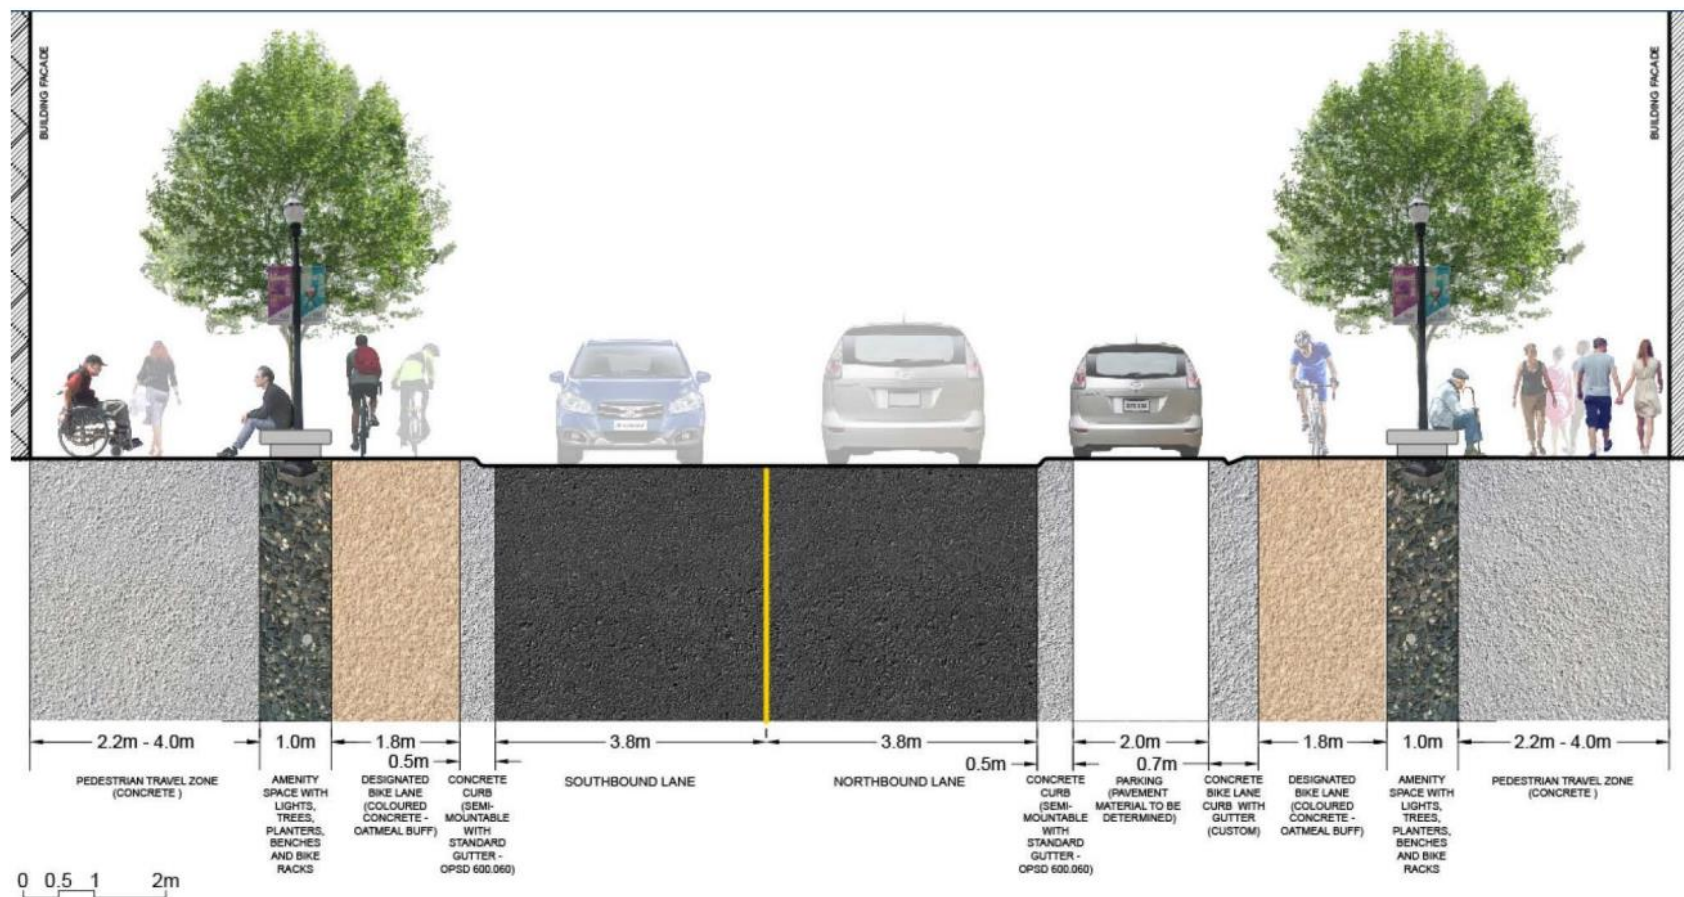 BUILDING FACADE
BUILDING FACADE
2.2m - 4.0m
1.0m
1.8m
0.5m
3.8m
3.8m
0.5m
2.0m
0.7m
1.8m
1.0m
2.2m - 4.0m
PEDESTRIAN TRAVEL ZONE
(CONCRETE )
AMENITY
SPACE WITH
LIGHTS,
TREES,
PLANTERS,
BENCHES
AND BIKE
RACKS
DESIGNATED
BIKE LANE
(COLOURED
CONCRETE -
OATMEAL BUFF)
CONCRETE
CURB
(SEMI-
MOUNTABLE
WITH
STANDARD
GUTTER -
OPSD 600.060)
SOUTHBOUND LANE
NORTHBOUND LANE
CONCRETE
CURB
(SEMI-
MOUNTABLE
WITH
STANDARD
GUTTER -
OPSD 600.060)
PARKING
(PAVEMENT
MATERIAL TO BE
DETERMINED)
CONCRETE
BIKE LANE
CURB WITH
GUTTER
(CUSTOM)
DESIGNATED
BIKE LANE
(COLOURED
CONCRETE -
OATMEAL BUFF)
AMENITY
SPACE WITH
LIGHTS,
TREES,
PLANTERS,
BENCHES
AND BIKE
RACKS
PEDESTRIAN TRAVEL ZONE
(CONCRETE )
0 0.5 1 2m